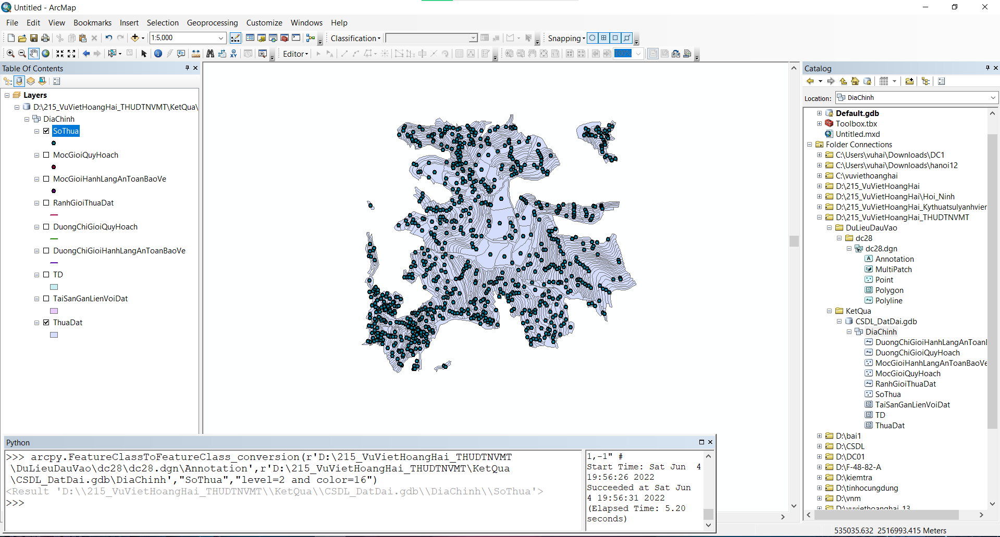 Untitled - ArcMap
File Edit View Bookmarks Insert Selection Geoprocessing Customize Windows Help
1:5,000
Classification
Snapping
Editor
100%
Table Of Contents
Layers
D:\215_VuVietHoangHai_THUDTNVMT\KetQua\
DiaChinh
SoThua
MocGioiQuyHoach
MocGioiHanhLangAnToanBaoVe
RanhGioiThuaDat
DuongChiGioiQuyHoach
DuongChiGioiHanhLangAnToanBaoVe
TD
TaiSanGanLienVoiDat
ThuaDat
Catalog
Location: DiaChinh
Default.gdb
Toolbox.tbx
Untitled.mxd
Folder Connections
C:\Users\vuhai\Downloads\DC1
C:\Users\vuhai\Downloads\hanoi12
C:\vuviethoanghai
D:\215_VuVietHoangHai
D:\215_VuVietHoangHai\Hoi_Ninh
D:\215_VuVietHoangHai_Kythuatsulyanhvier
D:\215_VuVietHoangHai_THUDTNVMT
DuLieuDauVao
dc28
dc28.dgn
Annotation
MultiPatch
Point
Polygon
Polyline
KetQua
CSDL_DatDai.gdb
DiaChinh
DuongChiGioiHanhLangAnToanI
DuongChiGioiQuyHoach
MocGioiHanhLangAnToanBaoVe
MocGioiQuyHoach
RanhGioiThuaDat
SoThua
TaiSanGanLienVoiDat
TD
ThuaDat
D:\bai1
D:\CSDL
D:\DC01
D:\F-48-82-A
D:\kiemtra
D:\tinhocungdung
D:\vnm
D:\vuviethoanghai_13
Python
>>> arcpy.FeatureClassToFeatureClass_conversion(r'D:\215_VuVietHoangHai_THUDTNVMT
\DuLieuDauVao\dc28\dc28.dgn\Annotation',r'D:\215_VuVietHoangHai_THUDTNVMT\KetQua
\CSDL_DatDai.gdb\DiaChinh',"SoThua","level=2 and color=16")
<Result 'D:\\215_VuVietHoangHai_THUDTNVMT\\KetQua\\CSDL_DatDai.gdb\\DiaChinh\\SoThua'>
>>>
1,-1" #
Start Time: Sat Jun 4
19:56:26 2022
Succeeded at Sat Jun
4 19:56:31 2022
(Elapsed Time: 5.20
seconds)
535035.632 2516993.415 Meters